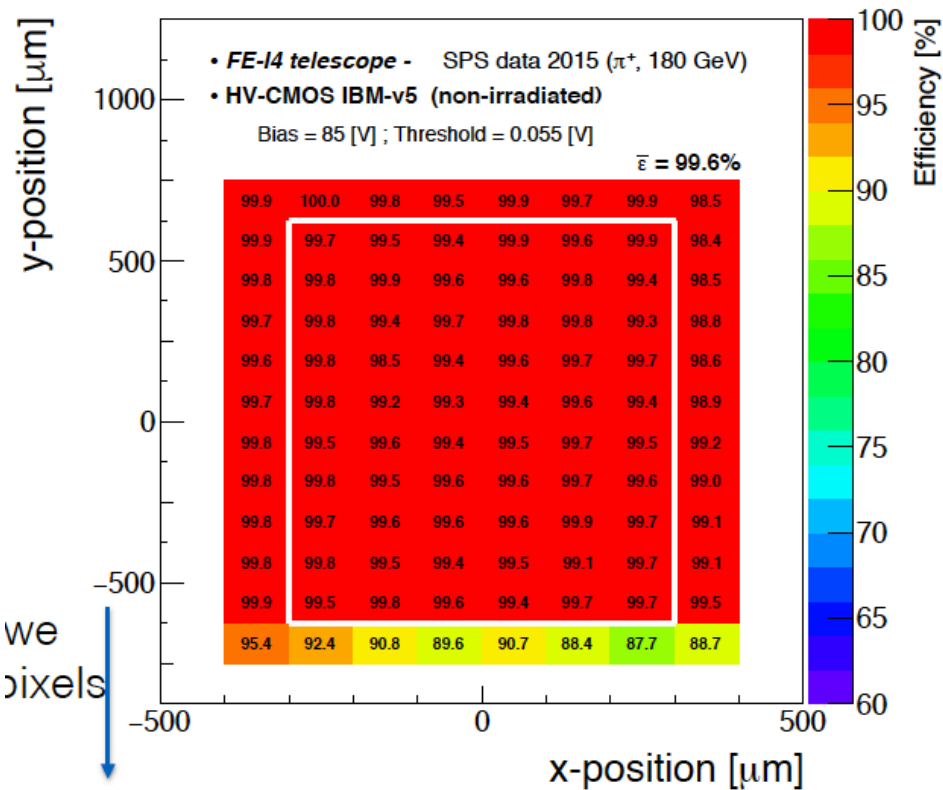 • FE-I4 telescope - SPS data 2015 (π⁺, 180 GeV)
• HV-CMOS IBM-v5 (non-irradiated)
Bias = 85 [V] ; Threshold = 0.055 [V]
ε̅ = 99.6%
y-position [μm]
1000
500
0
−500
99.9 100.0 99.8 99.5 99.9 99.7 99.9 98.5
99.9 99.7 99.5 99.4 99.9 99.6 99.9 98.4
99.8 99.8 99.9 99.6 99.6 99.8 99.4 98.5
99.7 99.8 99.4 99.7 99.8 99.8 99.3 98.8
99.6 99.8 98.5 99.4 99.6 99.7 99.7 98.6
99.7 99.8 99.2 99.3 99.4 99.6 99.4 98.9
99.8 99.5 99.6 99.4 99.5 99.7 99.5 99.2
99.8 99.8 99.5 99.6 99.6 99.7 99.6 99.0
99.8 99.7 99.6 99.6 99.6 99.9 99.7 99.1
99.8 99.8 99.5 99.4 99.5 99.1 99.7 99.1
99.9 99.5 99.8 99.6 99.4 99.7 99.7 99.5
95.4 92.4 90.8 89.6 90.7 88.4 87.7 88.7
we
pixels
−500 0 500
x-position [μm]
100
95
90
85
80
75
70
65
60
Efficiency [%]